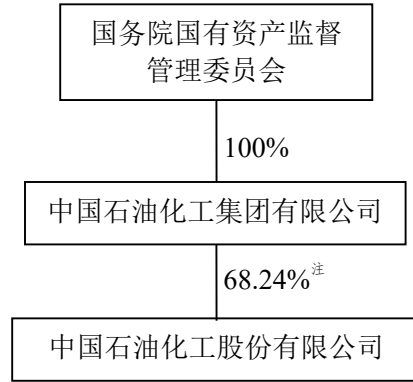 国务院国有资产监督
管理委员会
100%
中国石油化工集团有限公司
68.24%注
中国石油化工股份有限公司